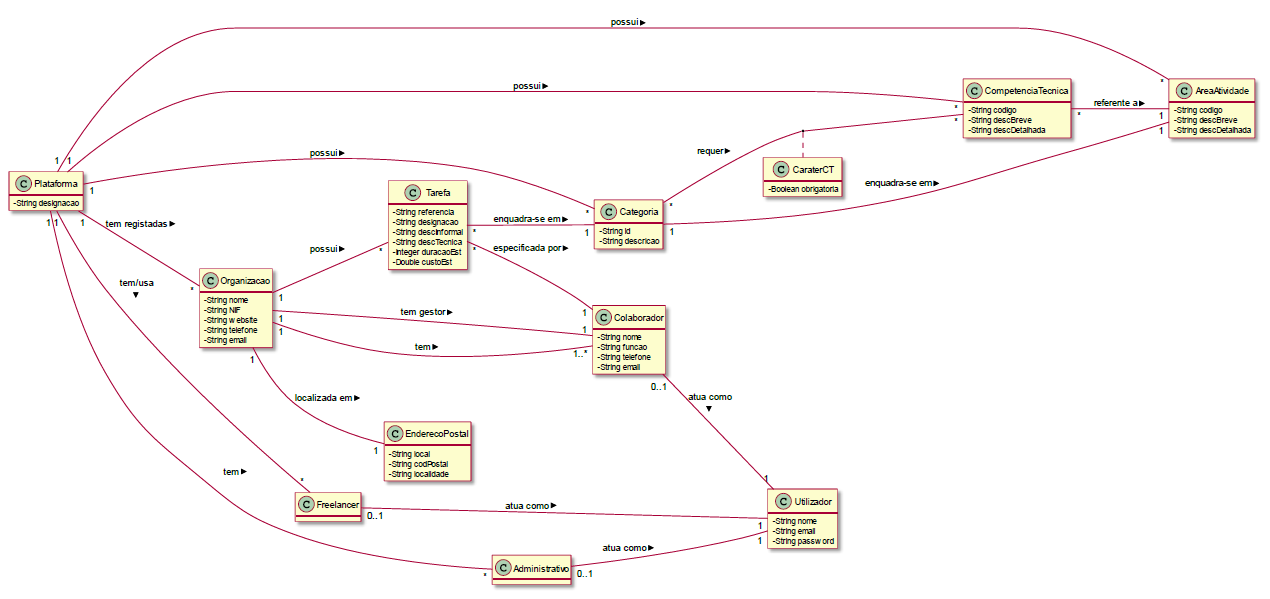 possui ►
*
possui ►
*
C CompetenciaTecnica
-String codigo
-String descBreve
-String descDetalhada
*
referente a ►
1
C AreaAtividade
-String codigo
-String descBreve
-String descDetalhada
1
*
requer ►
*
C CaraterCT
-Boolean obrigatoria
enquadra-se em ►
1
1 1
C Plataforma
-String designacao
1
possui ►
*
1 1
1
tem registadas ►
*
C Tarefa
-String referencia
-String designacao
-String descInformal
-String descTecnica
-Integer duracaoEst
-Double custoEst
*
enquadra-se em ►
1
C Categoria
-String id
-String descricao
*
especificada por ►
1
possui ►
*
1
C Organizacao
-String nome
-String NIF
-String website
-String telefone
-String email
tem/usa
▼
1
tem gestor ►
1
1
tem ►
1..*
C Colaborador
-String nome
-String funcao
-String telefone
-String email
0..1
atua como
▼
1
1
localizada em ►
1
C EnderecoPostal
-String local
-String codPostal
-String localidade
tem ►
*
C Freelancer
0..1
atua como ►
1
C Utilizador
-String nome
-String email
-String password
*
C Administrativo
0..1
atua como ►
1